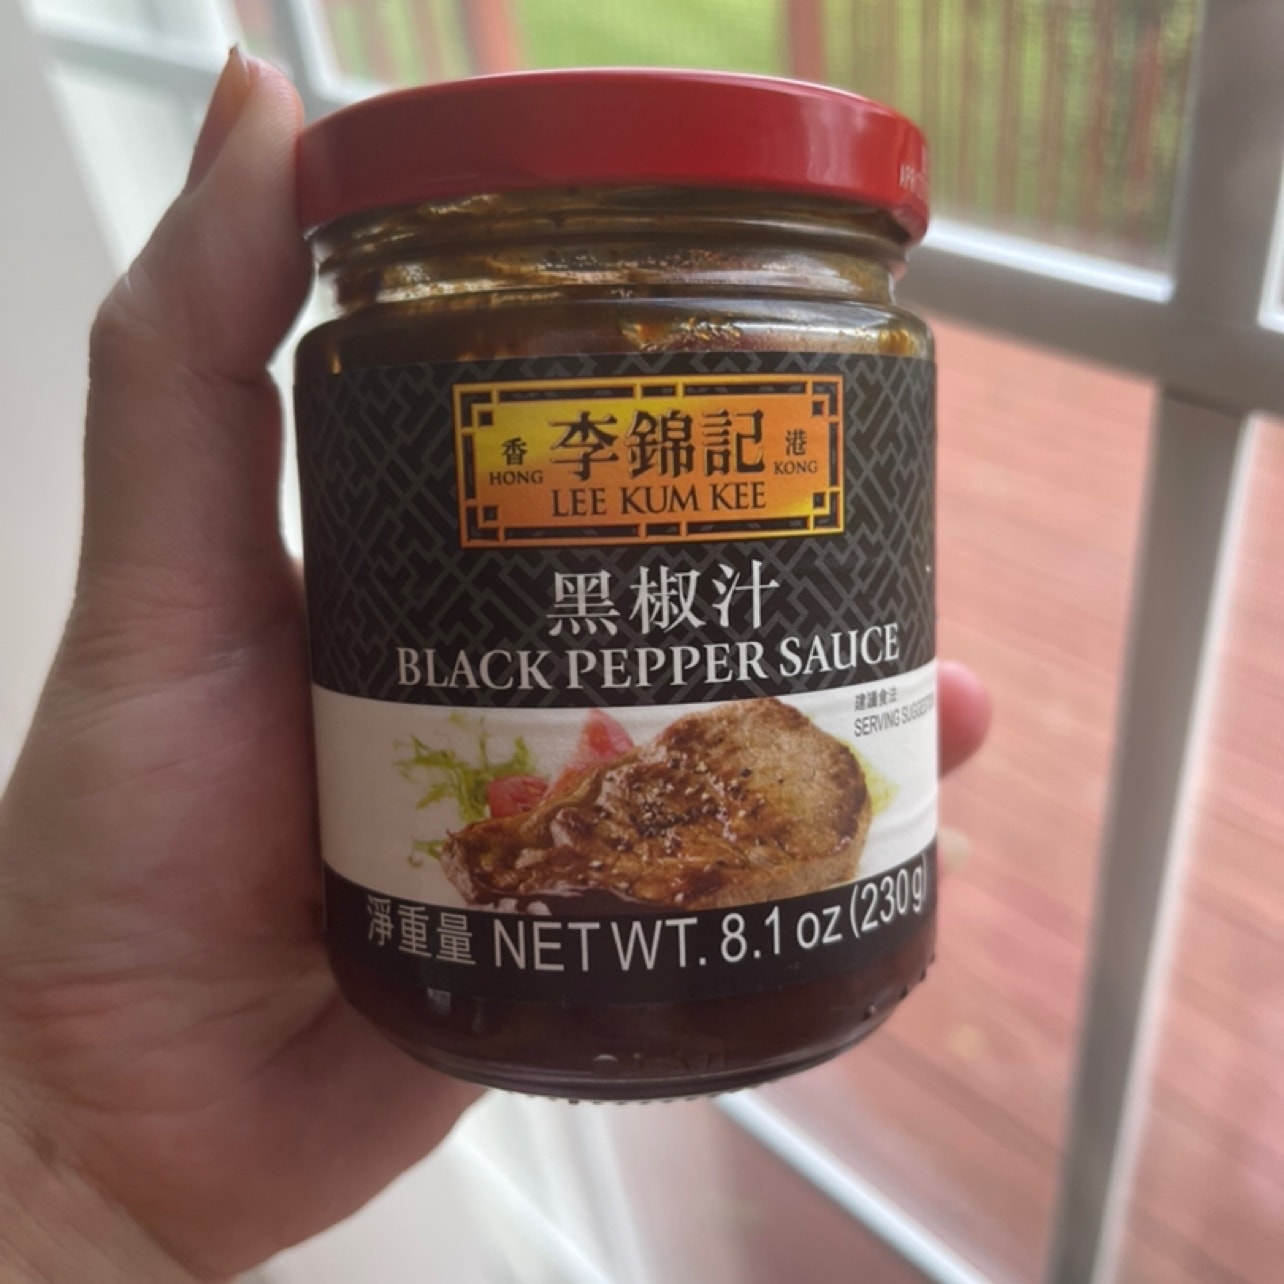 香 李錦記 港
HONG LEE KUM KEE KONG
黑椒汁
BLACK PEPPER SAUCE
建議食法
SERVING
淨重量 NET WT. 8.1 oz (230g)